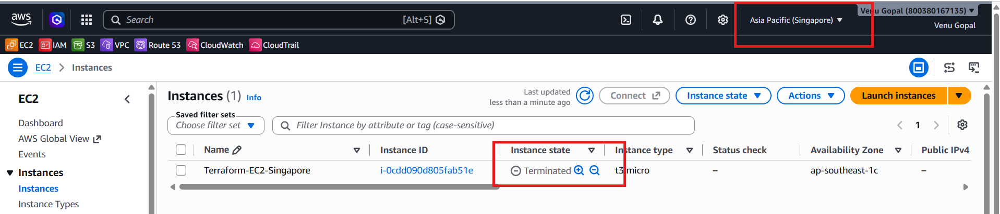 aws
Search [Alt+S]
Asia Pacific (Singapore)
Venu Gopal (800380167135)
Venu Gopal
EC2 IAM S3 VPC Route 53 CloudWatch CloudTrail
EC2 > Instances
EC2
Dashboard
AWS Global View
Events
Instances
Instances
Instance Types
Instances (1) Info
Last updated
less than a minute ago
Connect Instance state Actions Launch instances
Saved filter sets
Choose filter set
Filter Instance by attribute or tag (case-sensitive)
1
Name Instance ID Instance state Instance type Status check Availability Zone Public IPv4
Terraform-EC2-Singapore i-0cdd090d805fab51e Terminated t3.micro – ap-southeast-1c –